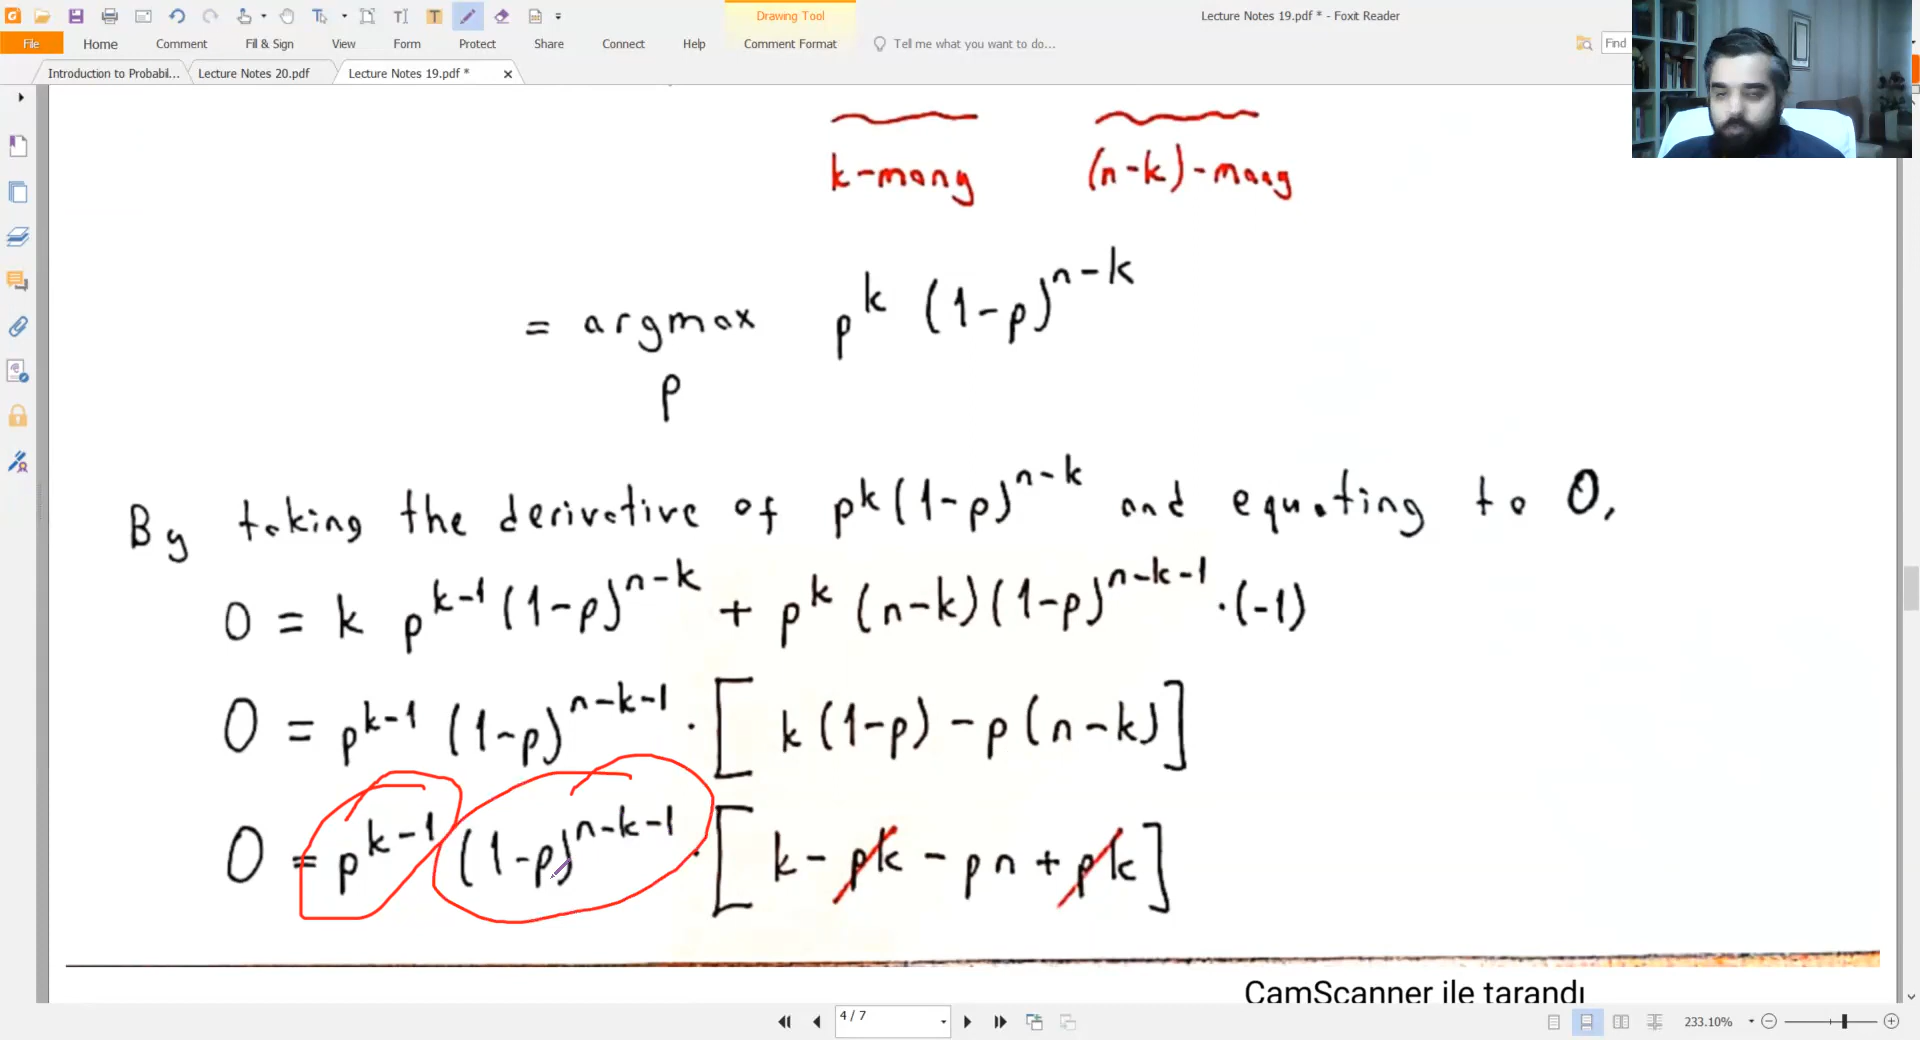 Drawing Tool
Lecture Notes 19.pdf * - Foxit Reader
File Home Comment Fill & Sign View Form Protect Share Connect Help Comment Format Tell me what you want to do... Find
Introduction to Probabil... Lecture Notes 20.pdf Lecture Notes 19.pdf *
k-many (n-k)-many
= argmax p^k (1-p)^{n-k}
p
By taking the derivative of p^k (1-p)^{n-k} and equating to 0,
0 = k p^{k-1} (1-p)^{n-k} + p^k (n-k) (1-p)^{n-k-1} · (-1)
0 = p^{k-1} (1-p)^{n-k-1} · [ k(1-p) - p(n-k) ]
0 = p^{k-1} (1-p)^{n-k-1} · [ k - pk - pn + pk ]
CamScanner ile tarandı
4 / 7
233.10%